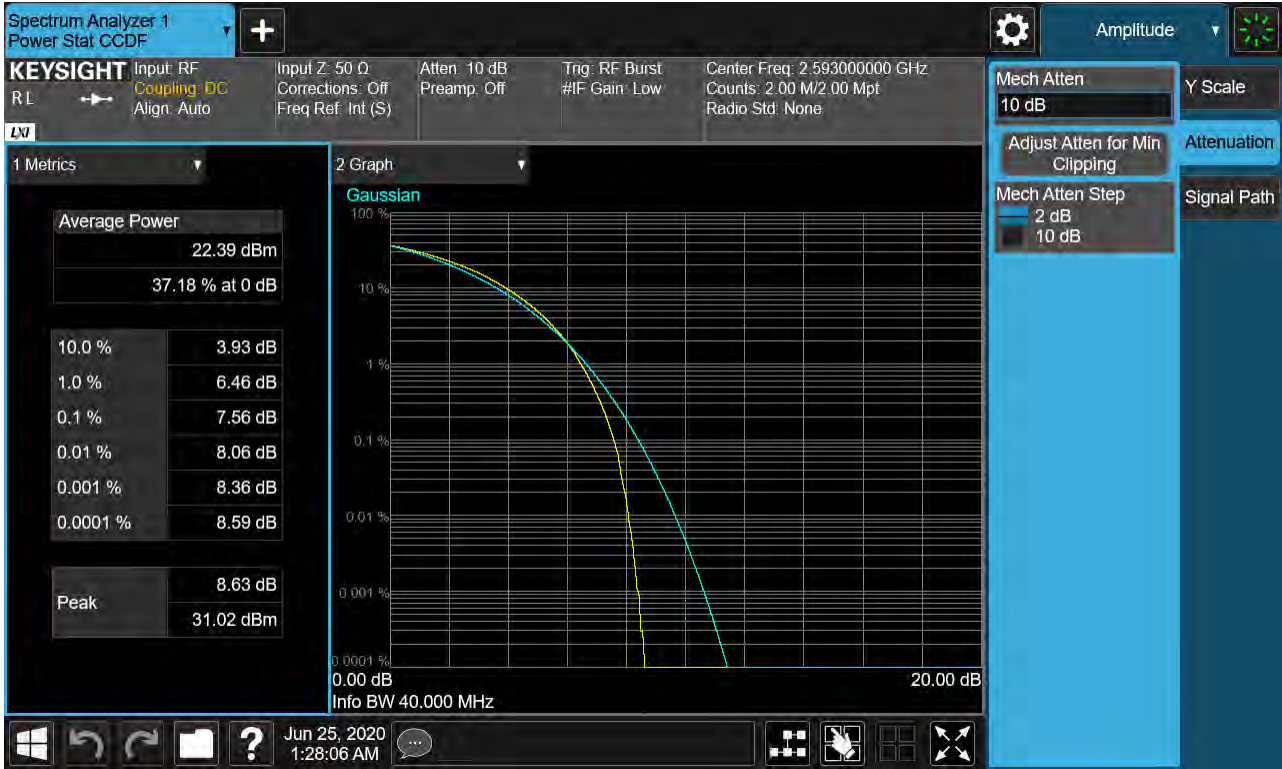 Spectrum Analyzer 1
Power Stat CCDF
Amplitude
KEYSIGHT
R L
LXI
Input: RF
Coupling: DC
Align: Auto
Input Z: 50 Ω
Corrections: Off
Freq Ref: Int (S)
Atten: 10 dB
Preamp: Off
Trig: RF Burst
#IF Gain: Low
Center Freq: 2.593000000 GHz
Counts: 2.00 M/2.00 Mpt
Radio Std: None
Mech Atten
10 dB
Adjust Atten for Min
Clipping
Mech Atten Step
2 dB
10 dB
Y Scale
Attenuation
Signal Path
1 Metrics
Average Power
22.39 dBm
37.18 % at 0 dB
10.0 % 3.93 dB
1.0 % 6.46 dB
0.1 % 7.56 dB
0.01 % 8.06 dB
0.001 % 8.36 dB
0.0001 % 8.59 dB
Peak
8.63 dB
31.02 dBm
2 Graph
Gaussian
100 %
10 %
1 %
0.1 %
0.01 %
0.001 %
0.0001 %
0.00 dB 20.00 dB
Info BW 40.000 MHz
?
Jun 25, 2020
1:28:06 AM